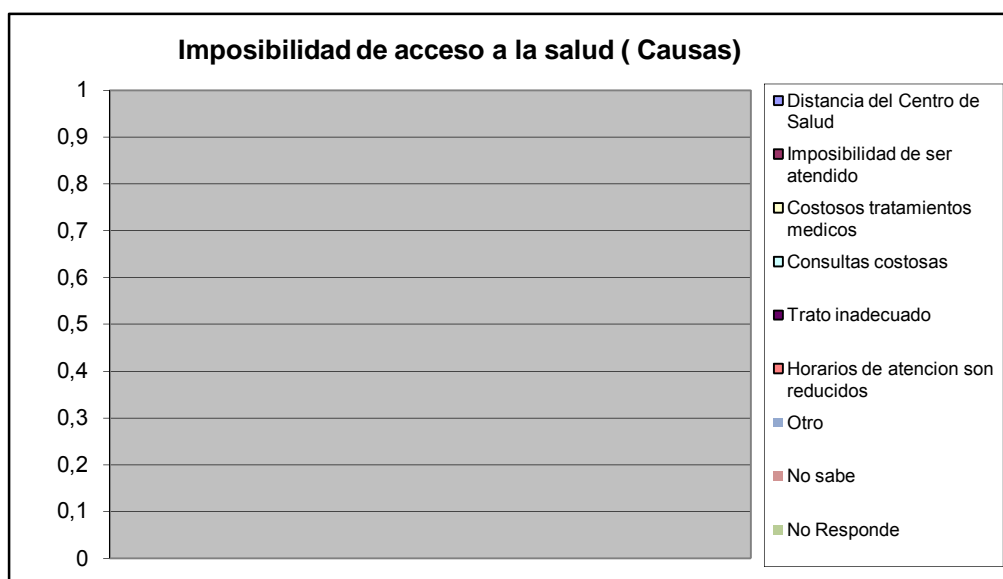 Imposibilidad de acceso a la salud ( Causas)
1
0,9
0,8
0,7
0,6
0,5
0,4
0,3
0,2
0,1
0
Distancia del Centro de
Salud
Imposibilidad de ser
atendido
Costosos tratamientos
medicos
Consultas costosas
Trato inadecuado
Horarios de atencion son
reducidos
Otro
No sabe
No Responde